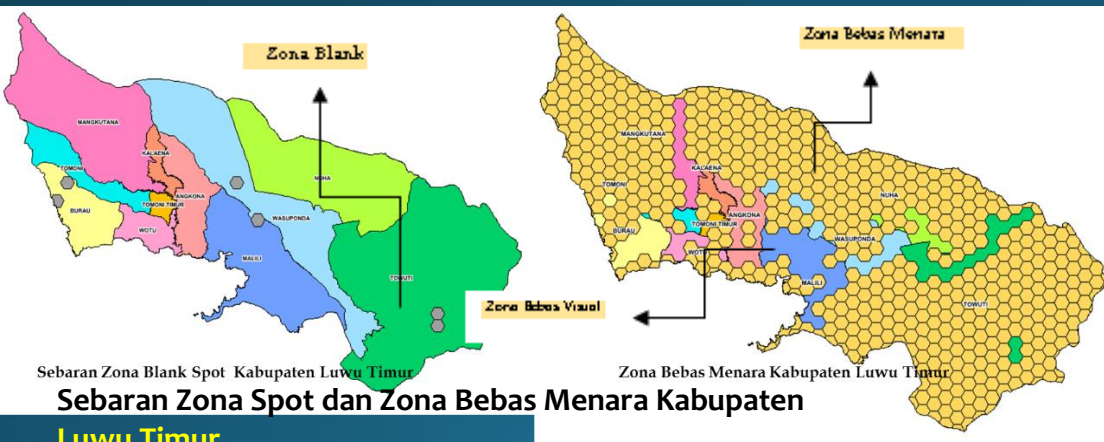 Zona Blank
MANGKUTANA
KALAENA
TOMONI
ANGKONA
NUHA
BURAU
TOMONI TIMUR
WASUPONDA
WOTU
MALILI
TOWUTI
Sebaran Zona Blank Spot Kabupaten Luwu Timur
Zona Bebas Menara
MANGKUTANA
KALAENA
TOMONI
NUHA
ANGKONA
TOMONI TIMUR
BURAU
WASUPONDA
WOTU
MALILI
TOWUTI
Zona Bebas Visual
Zona Bebas Menara Kabupaten Luwu Timur
Sebaran Zona Spot dan Zona Bebas Menara Kabupaten
Luwu Timur